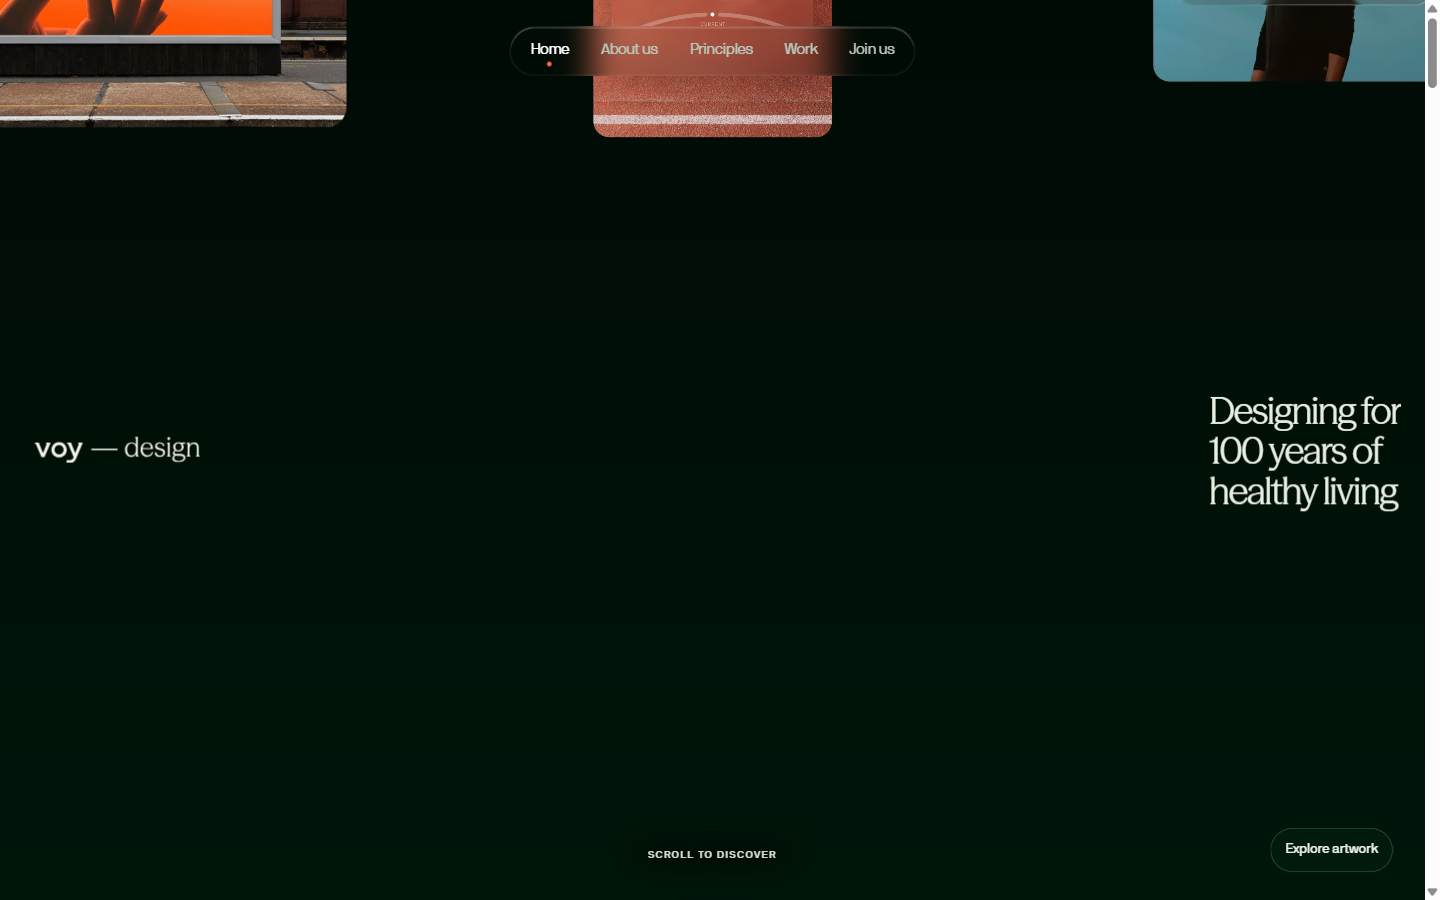 CURRENT
Home
About us
Principles
Work
Join us
voy — design
Designing for
100 years of
healthy living
SCROLL TO DISCOVER
Explore artwork